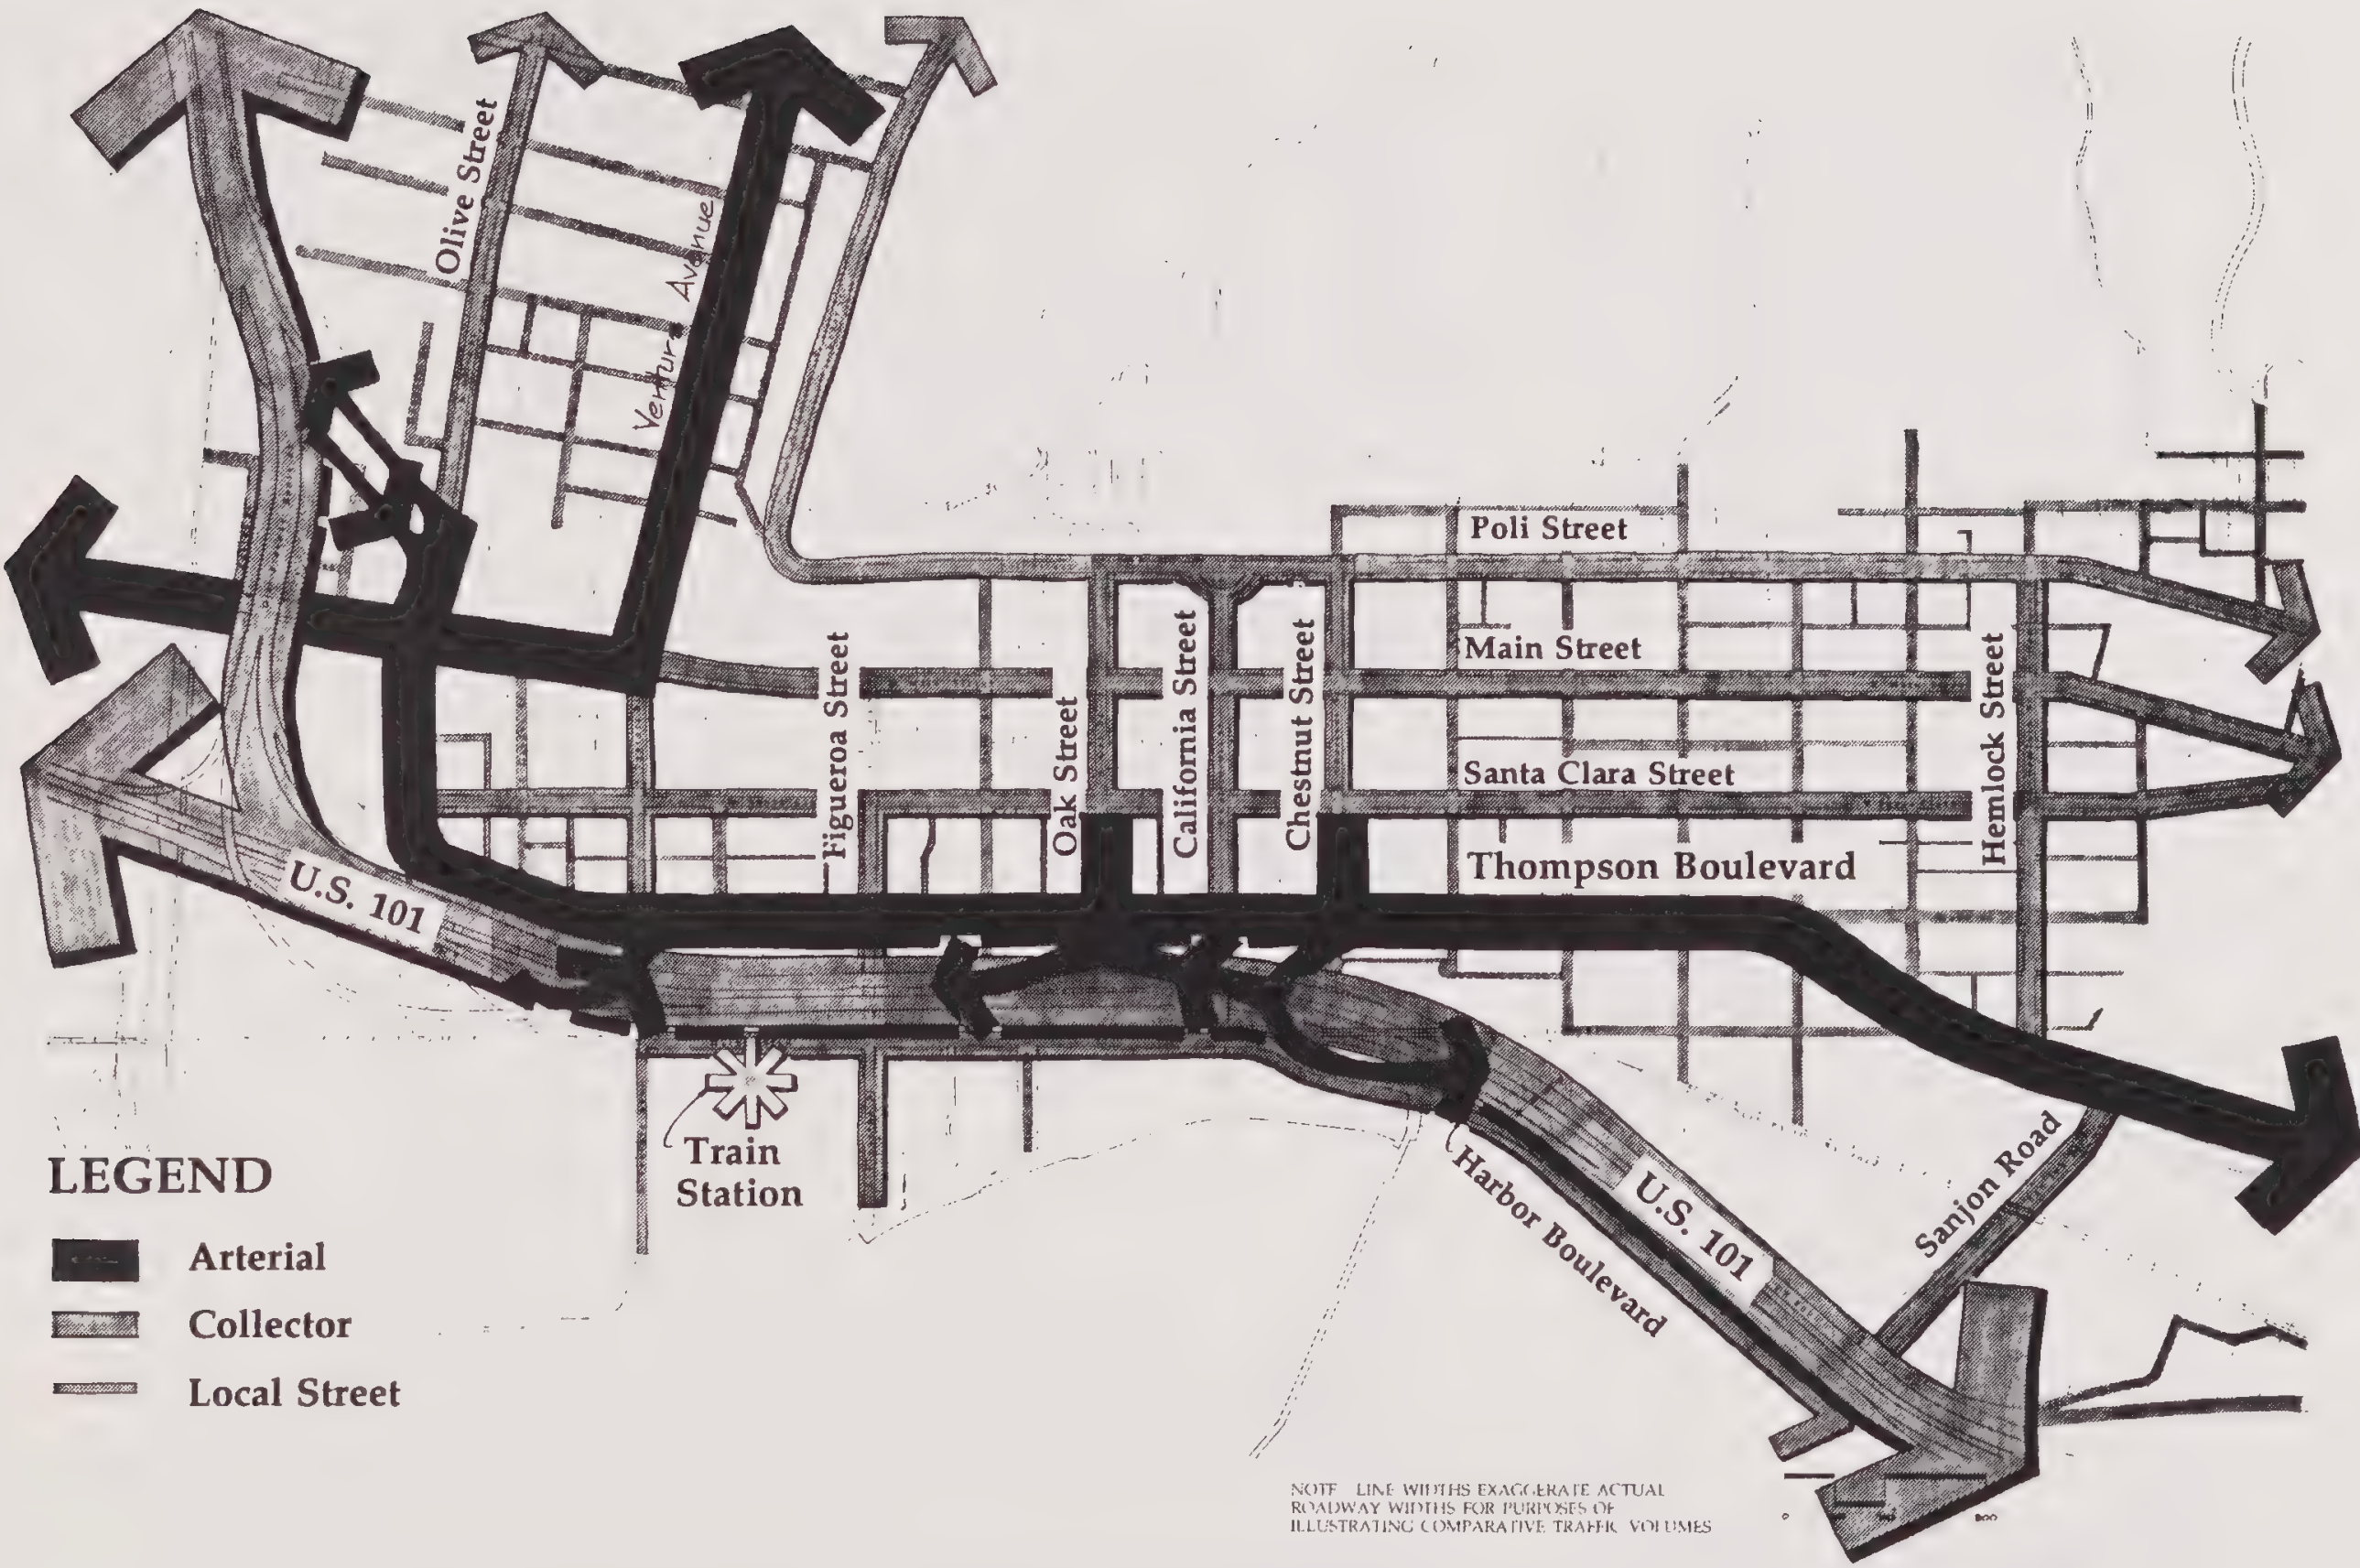 Olive Street
Ventura Avenue
Poli Street
Main Street
Figueroa Street
Oak Street
California Street
Chestnut Street
Hemlock Street
Santa Clara Street
Thompson Boulevard
U.S. 101
Train
Station
Harbor Boulevard
U.S. 101
Sanjon Road
LEGEND
Arterial
Collector
Local Street
NOTE LINE WIDTHS EXAGGERATE ACTUAL
ROADWAY WIDTHS FOR PURPOSES OF
ILLUSTRATING COMPARATIVE TRAFFIC VOLUMES
0
800